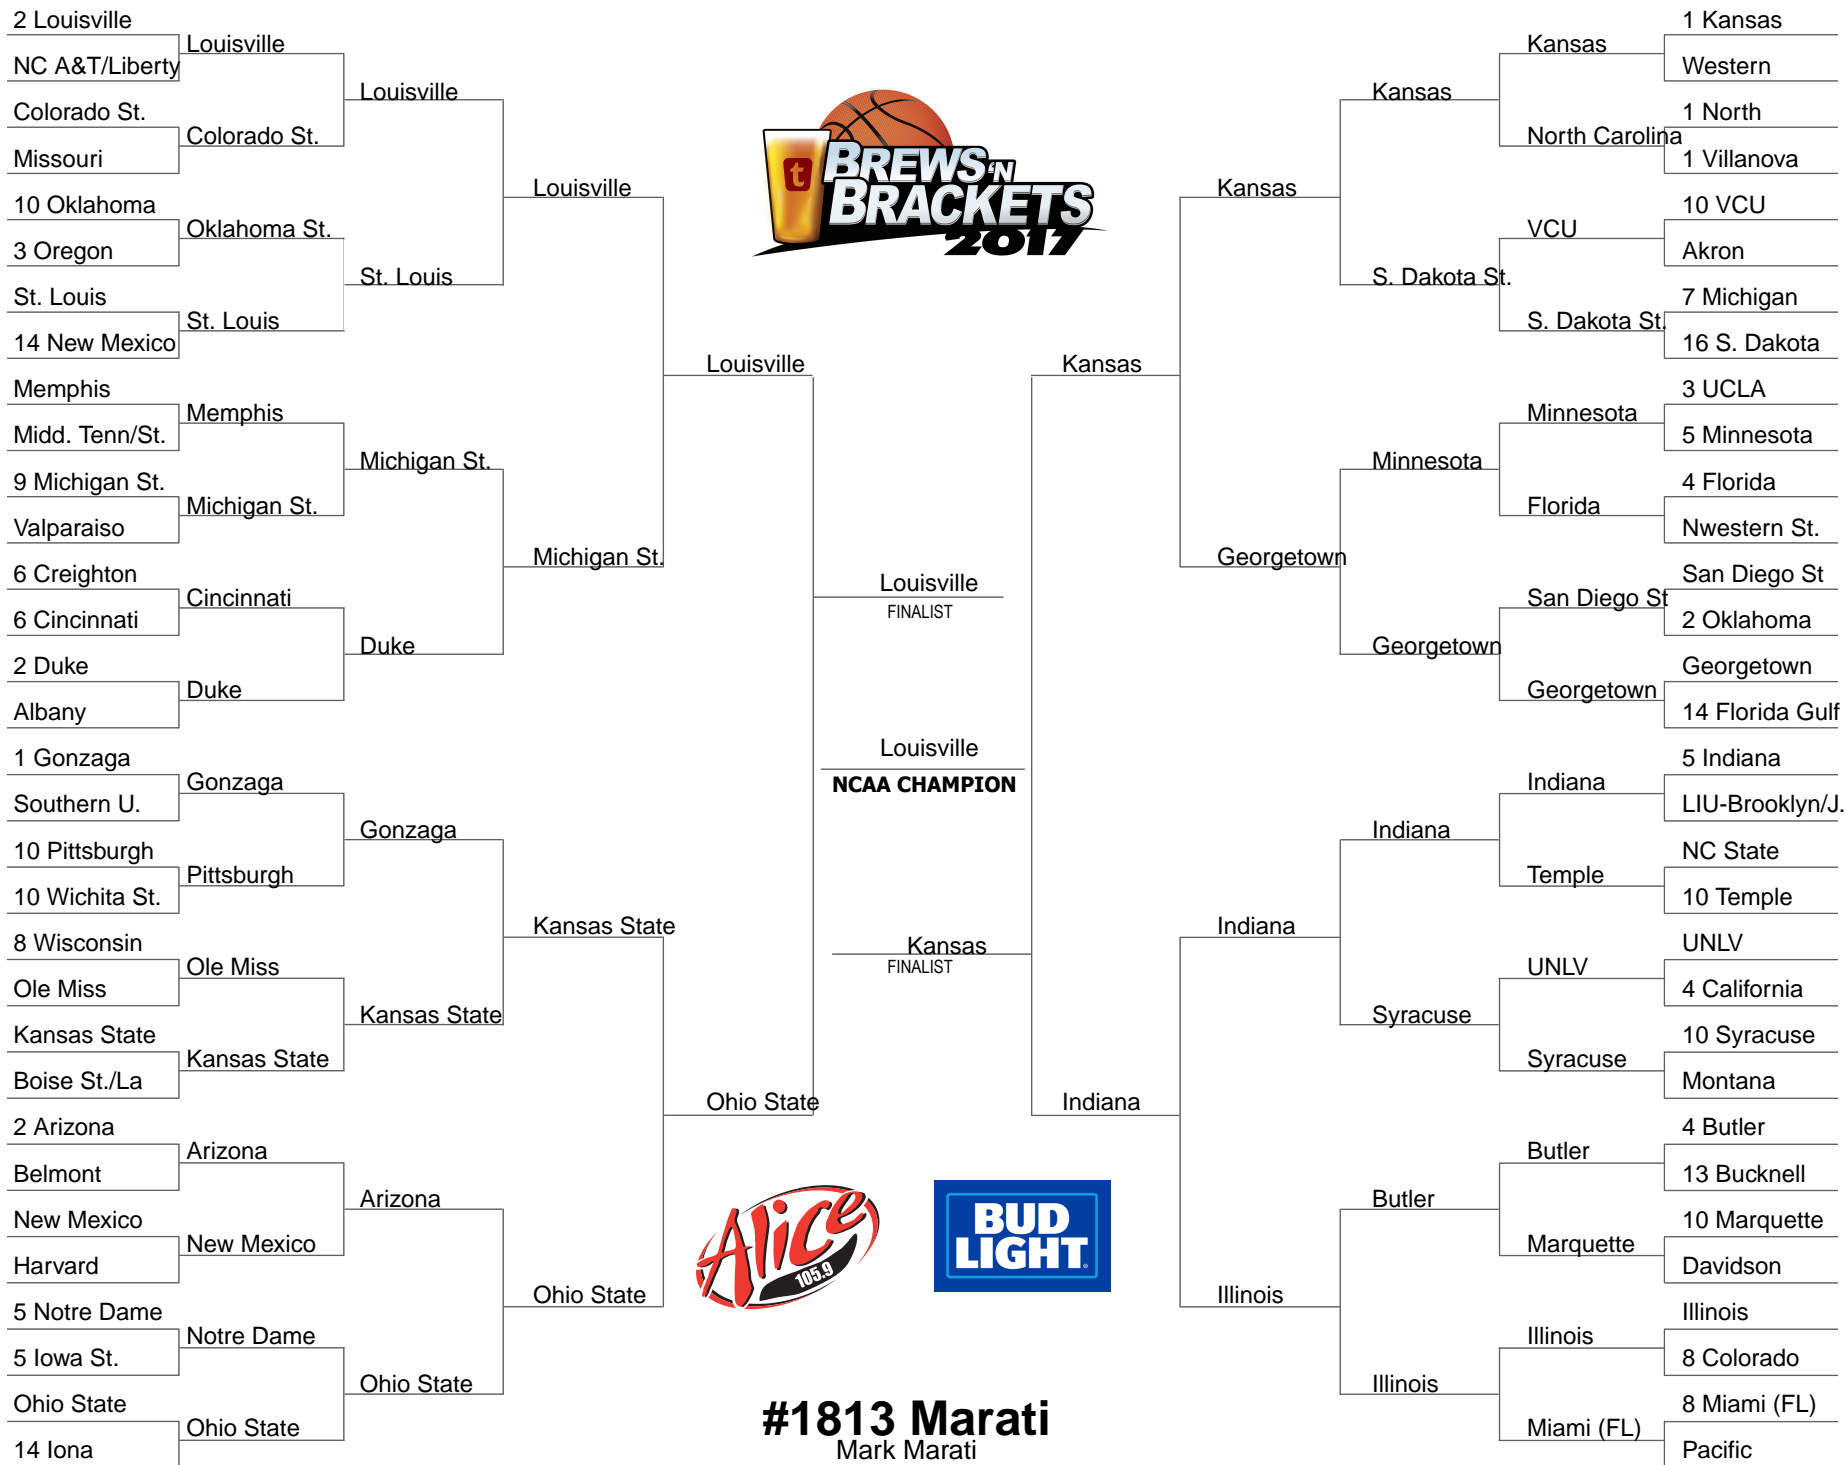 2 Louisville
NC A&T/Liberty
Colorado St.
Missouri
10 Oklahoma
3 Oregon
St. Louis
14 New Mexico
Memphis
Midd. Tenn/St.
9 Michigan St.
Valparaiso
6 Creighton
6 Cincinnati
2 Duke
Albany
1 Gonzaga
Southern U.
10 Pittsburgh
10 Wichita St.
8 Wisconsin
Ole Miss
Kansas State
Boise St./La
2 Arizona
Belmont
New Mexico
Harvard
5 Notre Dame
5 Iowa St.
Ohio State
14 Iona
Louisville
Colorado St.
Oklahoma St.
St. Louis
Memphis
Michigan St.
Cincinnati
Duke
Gonzaga
Pittsburgh
Ole Miss
Kansas State
Arizona
New Mexico
Notre Dame
Ohio State
Louisville
St. Louis
Michigan St.
Duke
Gonzaga
Kansas State
Arizona
Ohio State
Louisville
Michigan St.
Kansas State
Ohio State
Louisville
Ohio State
t
BREWS 'N
BRACKETS
2017
Louisville
FINALIST
Louisville
NCAA CHAMPION
Kansas
FINALIST
Alice
105.9
BUD
LIGHT
#1813 Marati
Mark Marati
Kansas
Indiana
Kansas
Georgetown
Indiana
Illinois
Kansas
S. Dakota St.
Minnesota
Georgetown
Indiana
Syracuse
Butler
Illinois
Kansas
North Carolina
VCU
S. Dakota St.
Minnesota
Florida
San Diego St
Georgetown
Indiana
Temple
UNLV
Syracuse
Butler
Marquette
Illinois
Miami (FL)
1 Kansas
Western
1 North
1 Villanova
10 VCU
Akron
7 Michigan
16 S. Dakota
3 UCLA
5 Minnesota
4 Florida
Nwestern St.
San Diego St
2 Oklahoma
Georgetown
14 Florida Gulf
5 Indiana
LIU-Brooklyn/J.
NC State
10 Temple
UNLV
4 California
10 Syracuse
Montana
4 Butler
13 Bucknell
10 Marquette
Davidson
Illinois
8 Colorado
8 Miami (FL)
Pacific